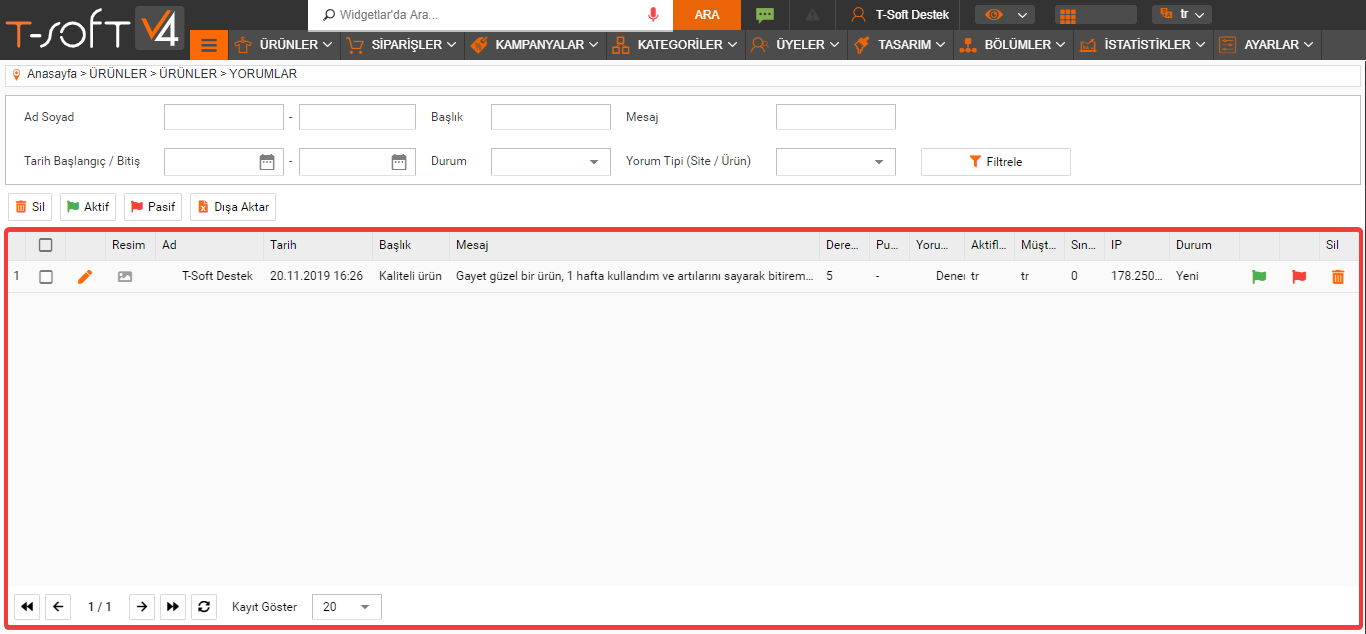 T-SOFT V4
Widgetlar'da Ara...
ARA
T-Soft Destek
tr
ÜRÜNLER
SİPARİŞLER
KAMPANYALAR
KATEGORİLER
ÜYELER
TASARIM
BÖLÜMLER
İSTATİSTİKLER
AYARLAR
Anasayfa > ÜRÜNLER > ÜRÜNLER > YORUMLAR
Ad Soyad - Başlık Mesaj
Tarih Başlangıç / Bitiş - Durum Yorum Tipi (Site / Ürün) Filtrele
Sil Aktif Pasif Dışa Aktar
Resim Ad Tarih Başlık Mesaj Dere... Pu... Yoru... Aktifl... Müşt... Sın... IP Durum Sil
1 T-Soft Destek 20.11.2019 16:26 Kaliteli ürün Gayet güzel bir ürün, 1 hafta kullandım ve artılarını sayarak bitirem... 5 - Dener tr tr 0 178.250... Yeni
1 / 1 Kayıt Göster 20